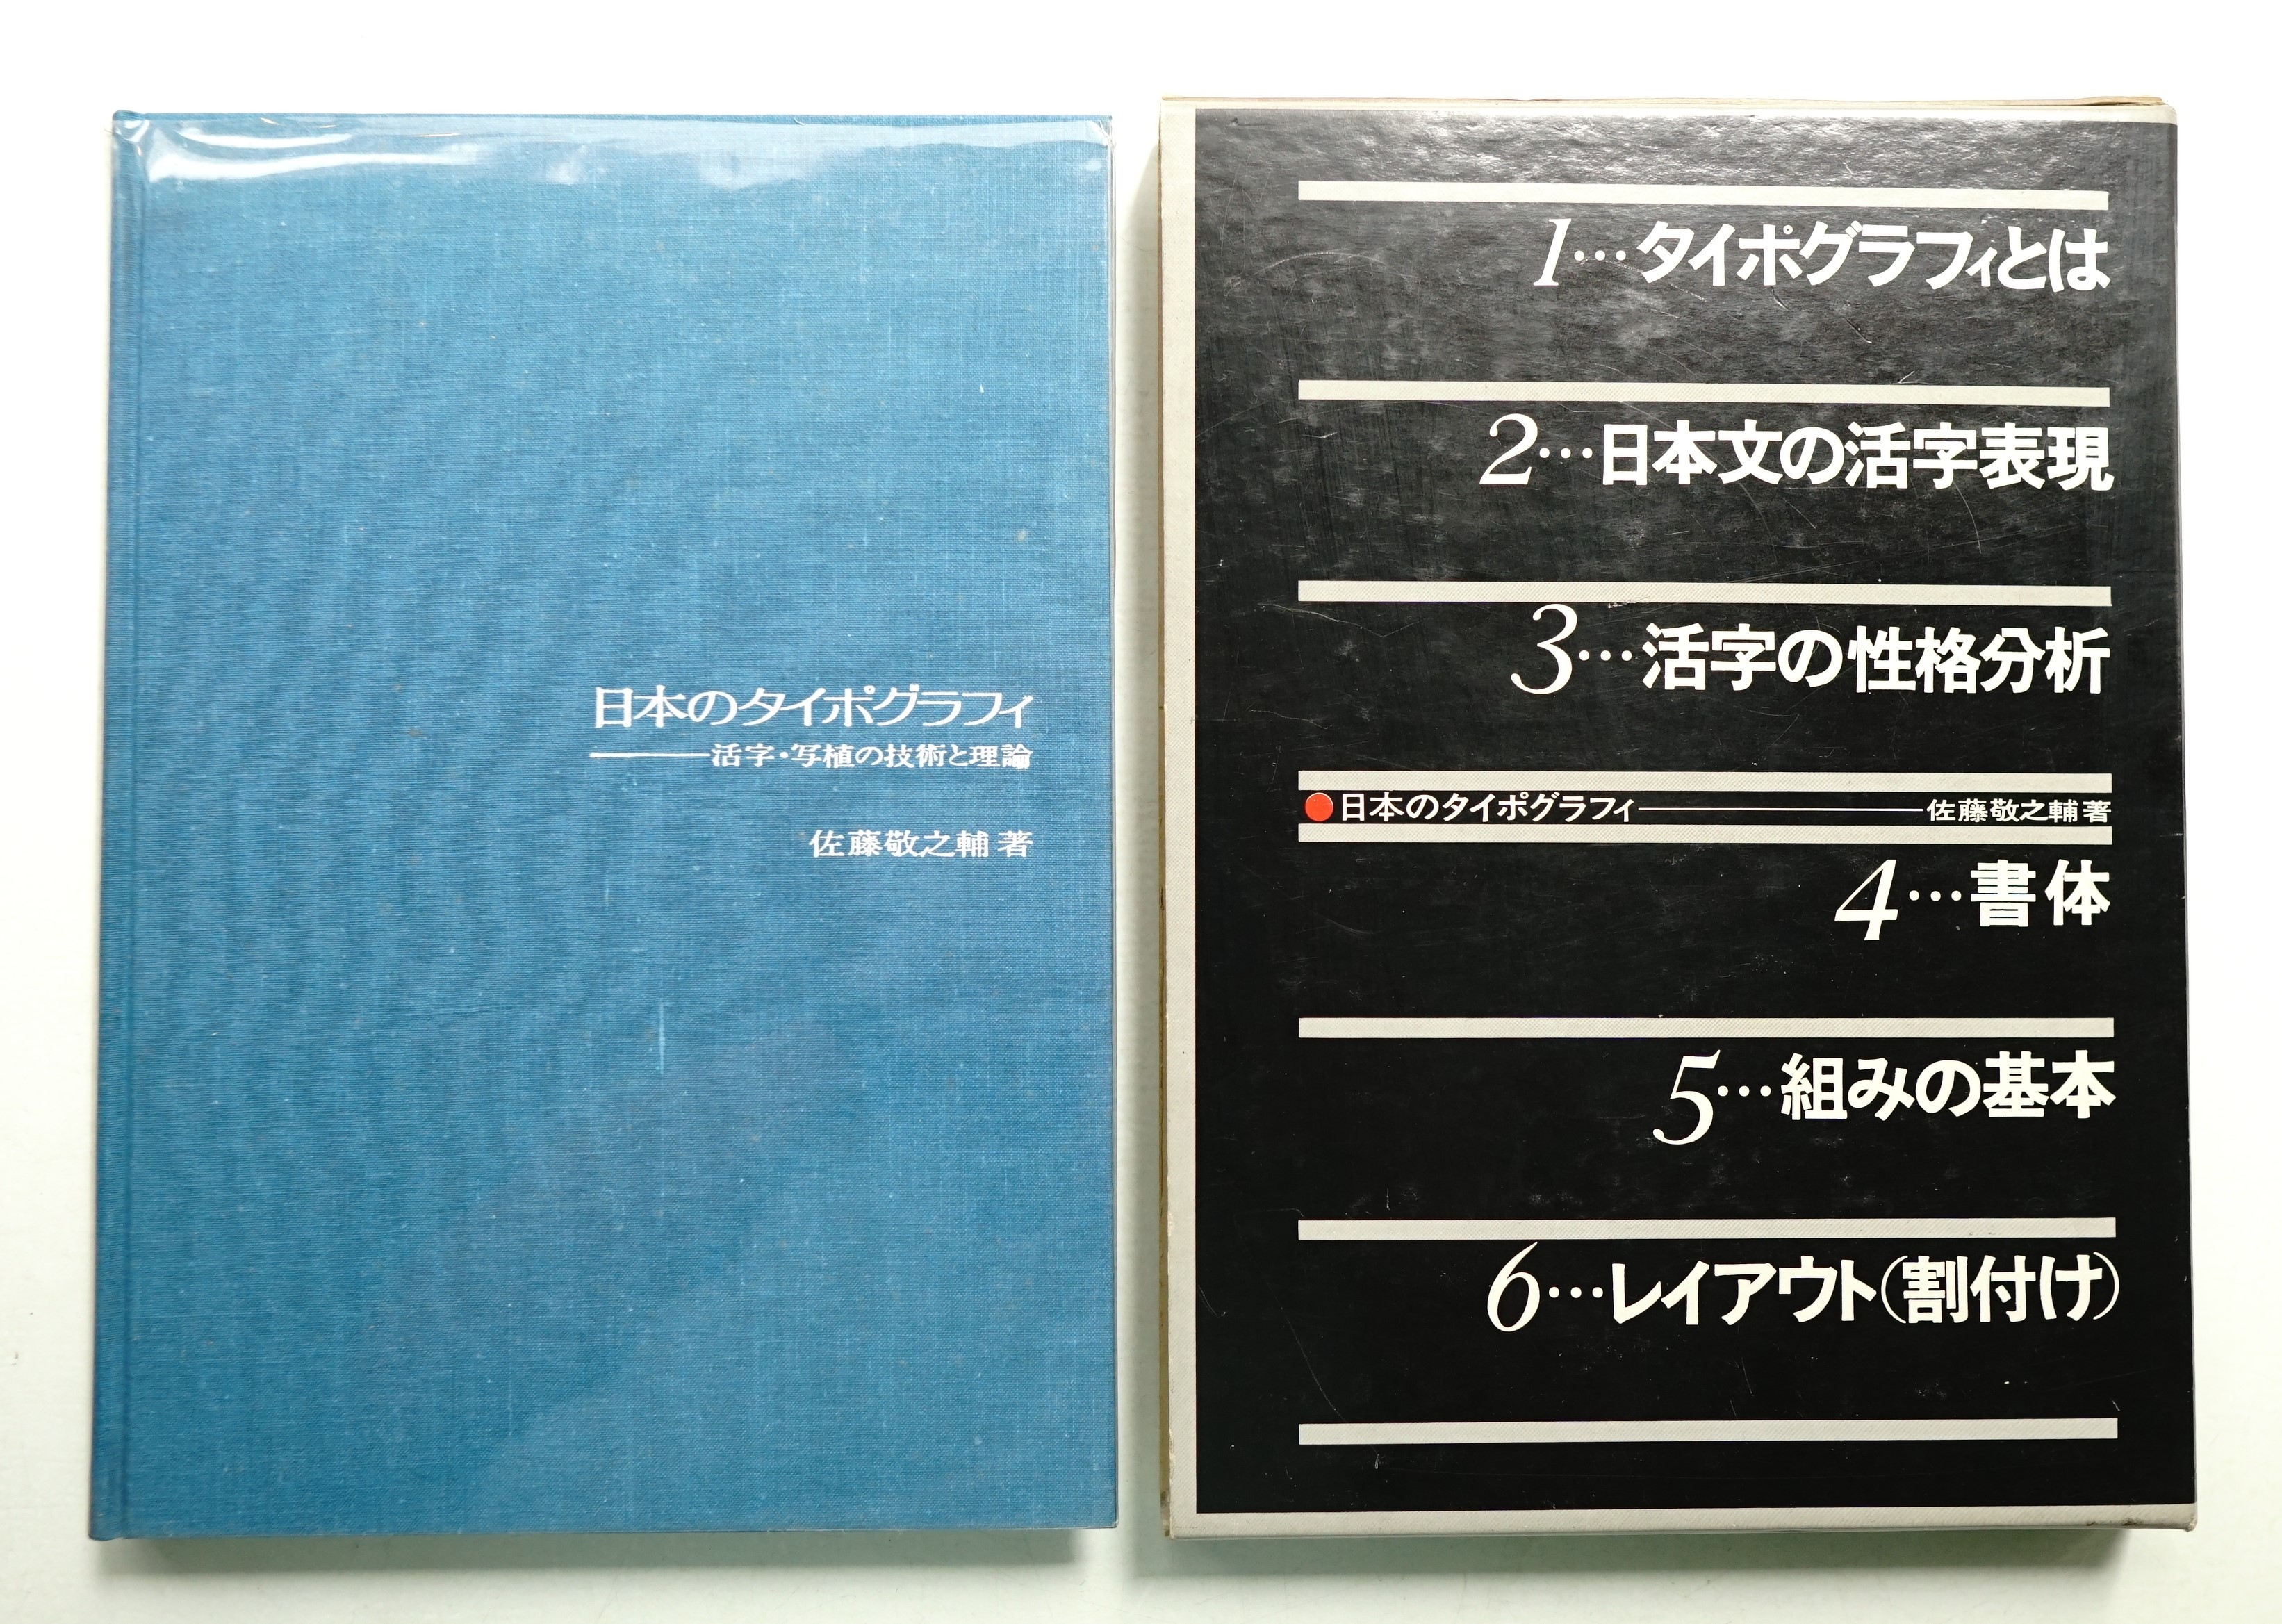 日本のタイポグラフィ
――活字・写植の技術と理論
佐藤敬之輔 著
1…タイポグラフィとは
2…日本文の活字表現
3…活字の性格分析
●日本のタイポグラフィ――佐藤敬之輔著
4…書体
5…組みの基本
6…レイアウト(割付け)